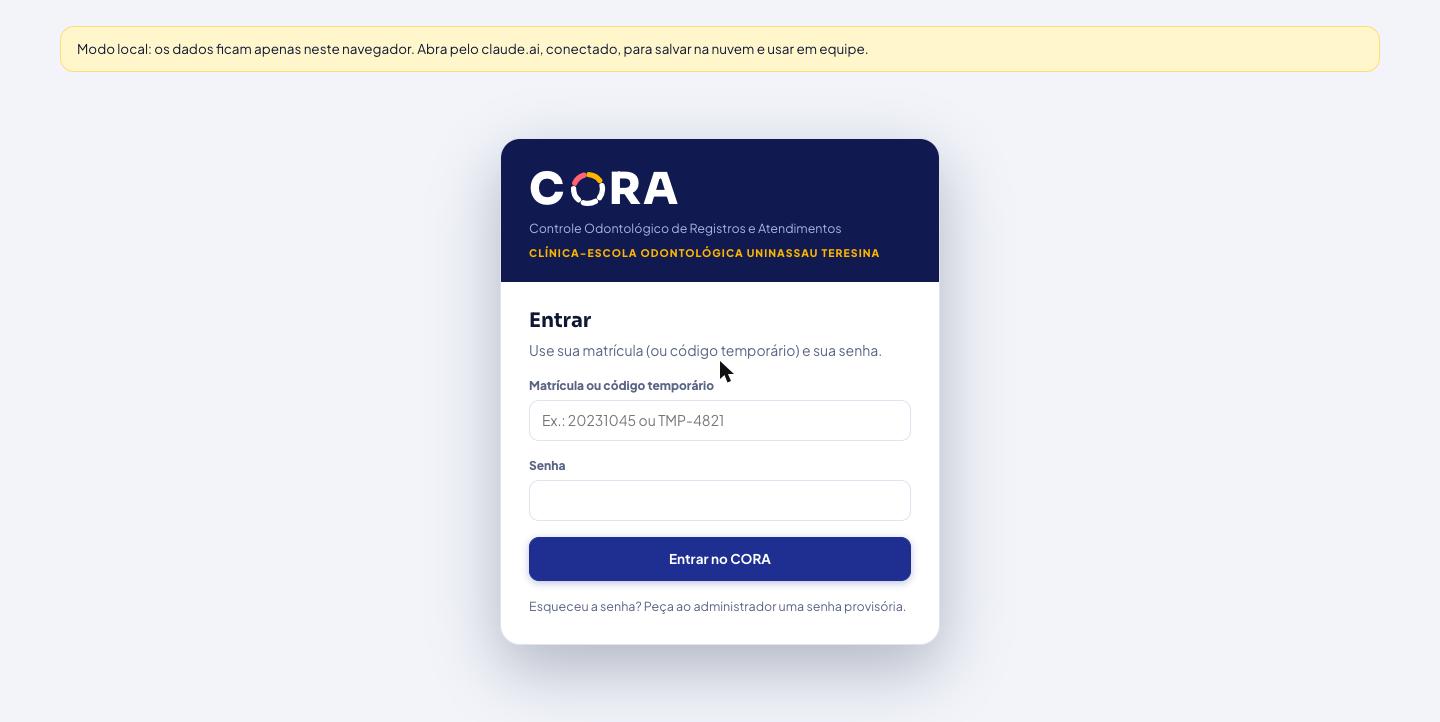 Modo local: os dados ficam apenas neste navegador. Abra pelo claude.ai, conectado, para salvar na nuvem e usar em equipe.
CORA
Controle Odontológico de Registros e Atendimentos
CLÍNICA-ESCOLA ODONTOLÓGICA UNINASSAU TERESINA
Entrar
Use sua matrícula (ou código temporário) e sua senha.
Matrícula ou código temporário
Ex.: 20231045 ou TMP-4821
Senha
Entrar no CORA
Esqueceu a senha? Peça ao administrador uma senha provisória.